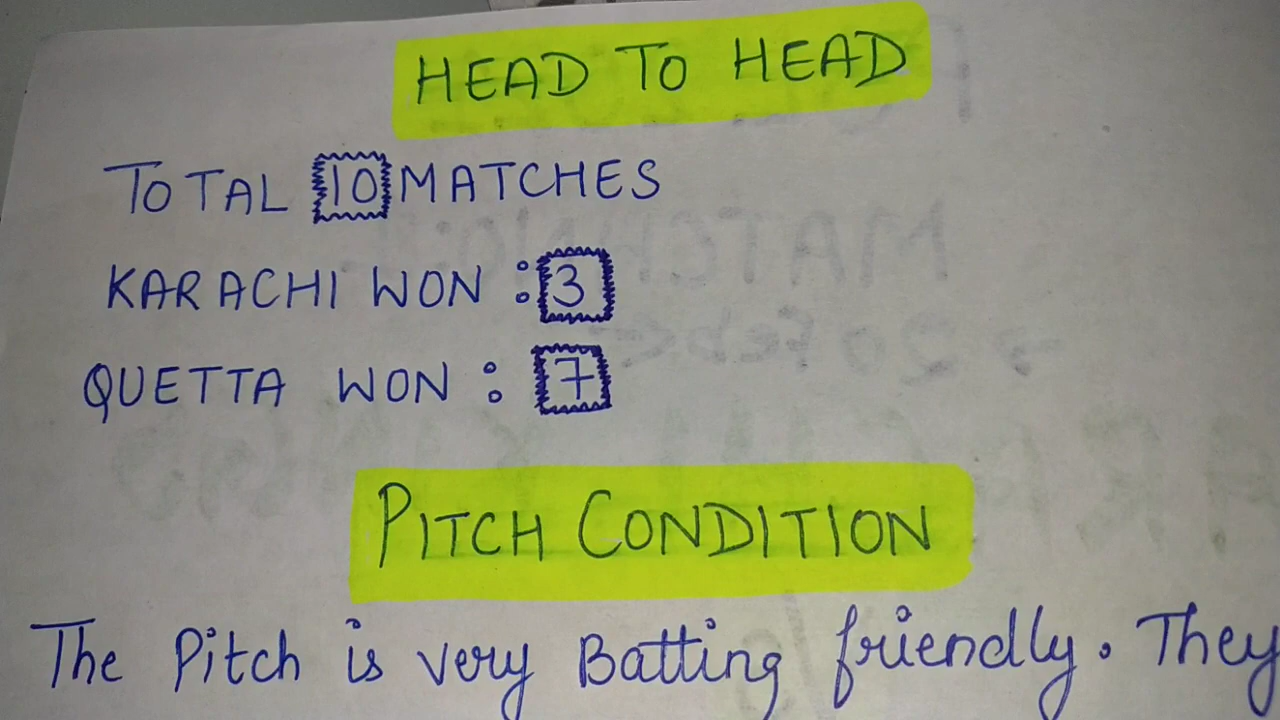 HEAD TO HEAD
TOTAL 10 MATCHES
KARACHI WON : 3
QUETTA WON : 7
PITCH CONDITION
The Pitch is very Batting friendly. They